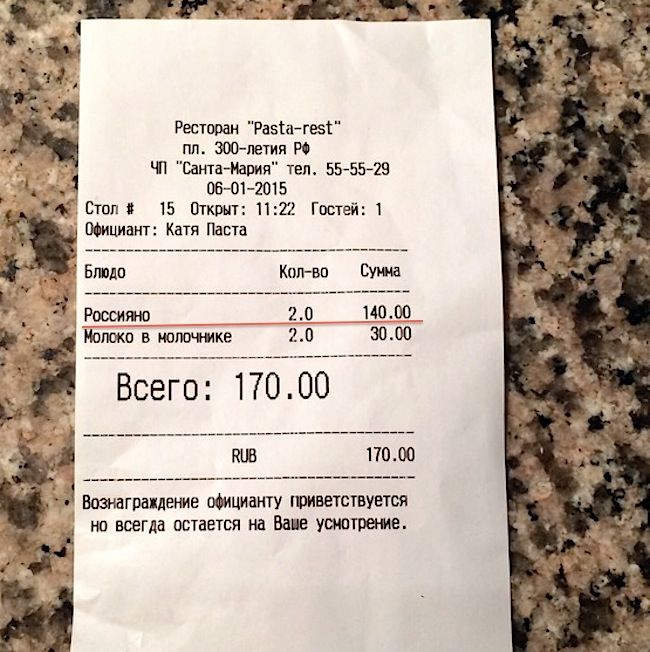 Ресторан "Pasta-rest"
пл. 300-летия РФ
ЧП "Санта-Мария" тел. 55-55-29
06-01-2015
Стол # 15 Открыт: 11:22 Гостей: 1
Официант: Катя Паста
Блюдо Кол-во Сумма
Россияно 2.0 140.00
Молоко в молочнике 2.0 30.00
Всего: 170.00
RUB 170.00
Вознаграждение официанту приветствуется
но всегда остается на Ваше усмотрение.